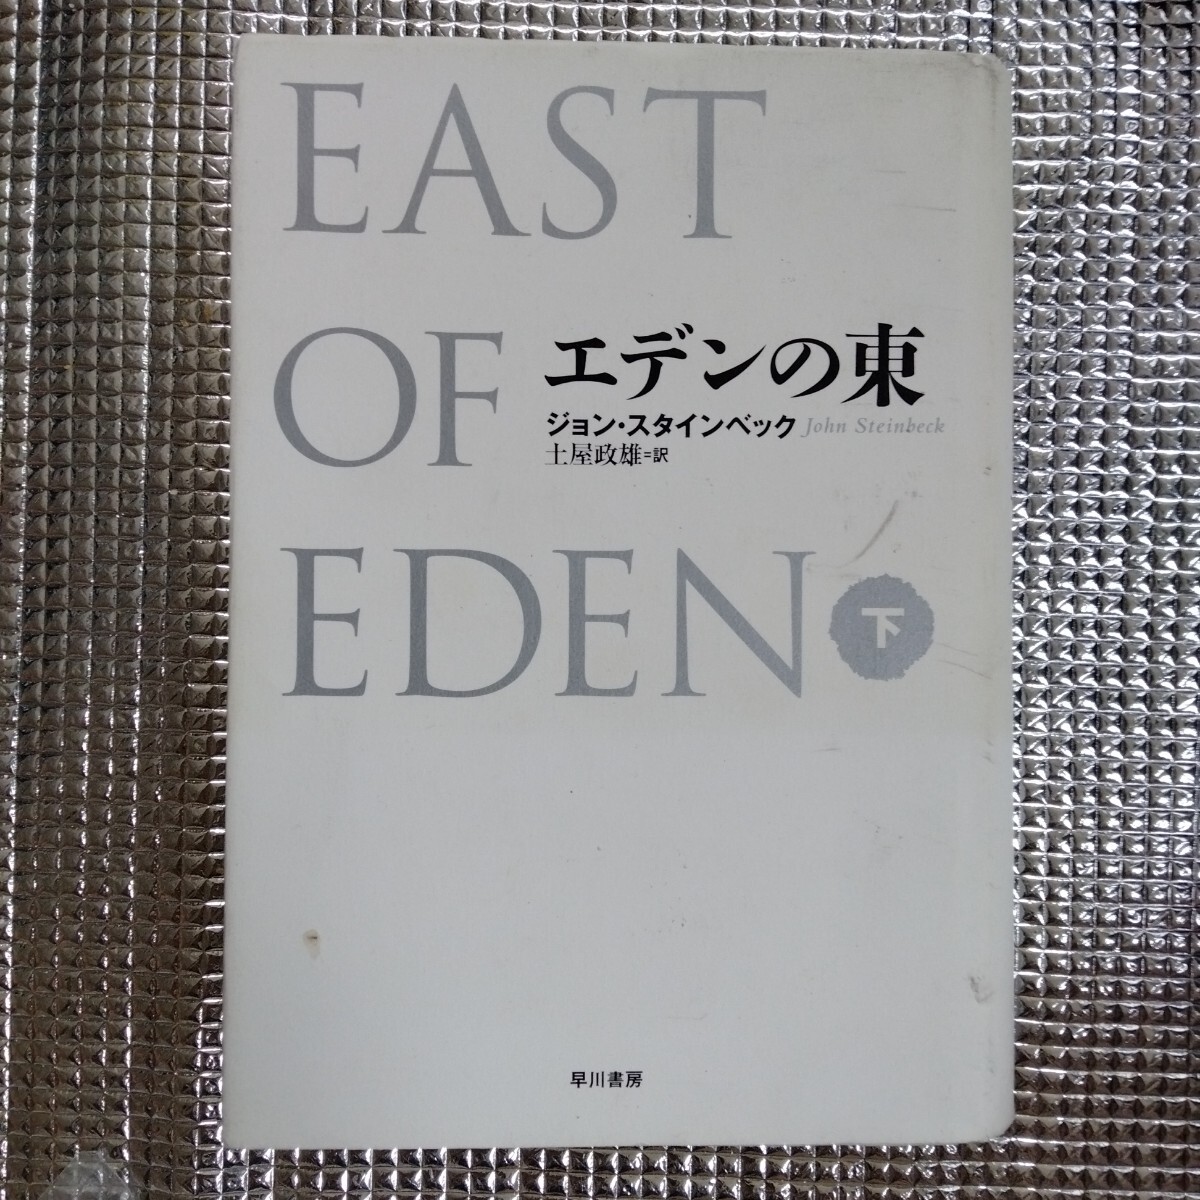 EAST
OF
エデンの東
ジョン・スタインベック John Steinbeck
土屋政雄=訳
EDEN 下
早川書房